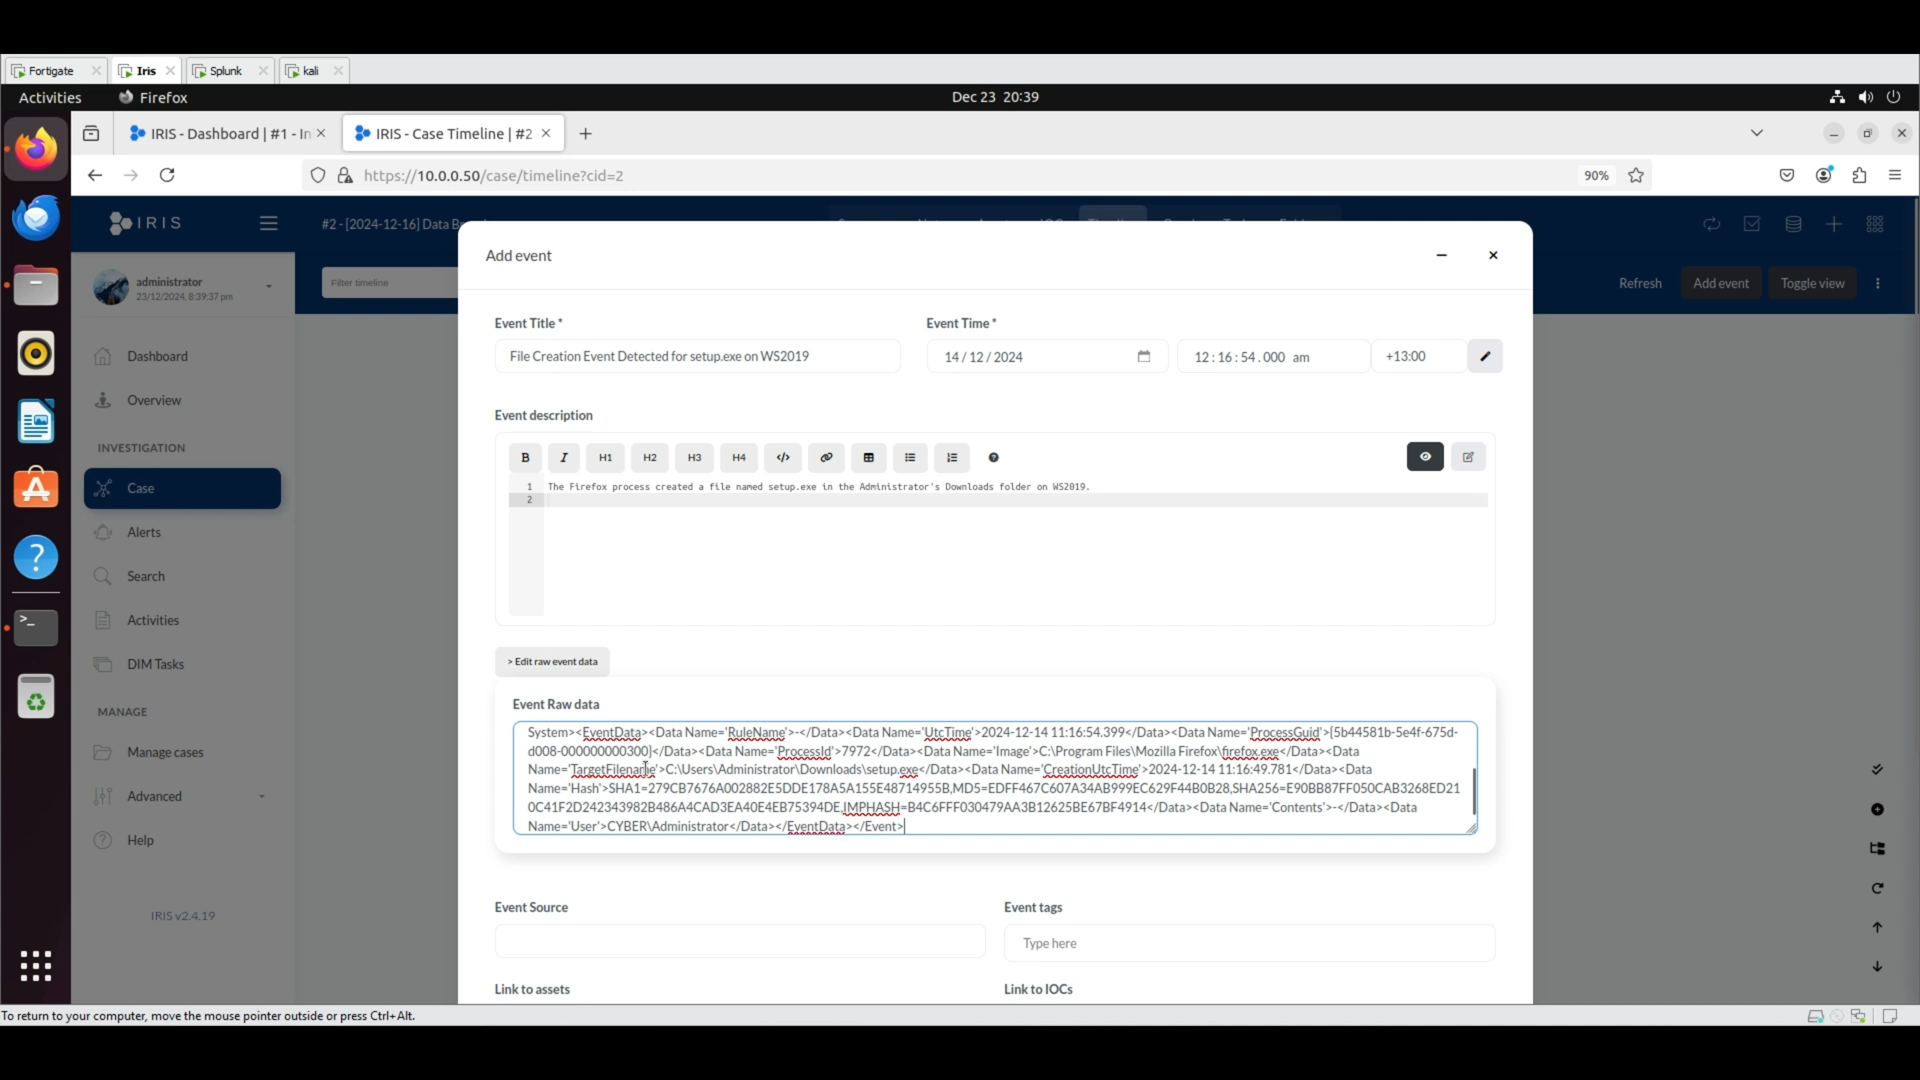 Fortigate
Iris
Splunk
kali
Activities
Firefox
Dec 23 20:39
IRIS - Dashboard | #1 - In
IRIS - Case Timeline | #2
https://10.0.0.50/case/timeline?cid=2
90%
IRIS
#2 - [2024-12-16] Data B
administrator
23/12/2024, 8:39:37 pm
Filter timeline
Refresh
Add event
Toggle view
Dashboard
Overview
INVESTIGATION
Case
Alerts
Search
Activities
DIM Tasks
MANAGE
Manage cases
Advanced
Help
IRIS v2.4.19
Add event
Event Title *
Event Time *
File Creation Event Detected for setup.exe on WS2019
14 / 12 / 2024
12 : 16 : 54 . 000 am
+13:00
Event description
B I H1 H2 H3 H4 </>
1 The Firefox process created a file named setup.exe in the Administrator's Downloads folder on WS2019.
2
> Edit raw event data
Event Raw data
System><EventData><Data Name='RuleName'>-</Data><Data Name='UtcTime'>2024-12-14 11:16:54.399</Data><Data Name='ProcessGuid'>{5b44581b-5e4f-675d-
d008-000000000300}</Data><Data Name='ProcessId'>7972</Data><Data Name='Image'>C:\Program Files\Mozilla Firefox\firefox.exe</Data><Data
Name='TargetFilename'>C:\Users\Administrator\Downloads\setup.exe</Data><Data Name='CreationUtcTime'>2024-12-14 11:16:49.781</Data><Data
Name='Hash'>SHA1=279CB7676A002882E5DDE178A5A155E48714955B,MD5=EDFF467C607A34AB999EC629F44B0B28,SHA256=E90BB87FF050CAB3268ED21
0C41F2D242343982B486A4CAD3EA40E4EB75394DE,IMPHASH=B4C6FFF030479AA3B12625BE67BF4914</Data><Data Name='Contents'>-</Data><Data
Name='User'>CYBER\Administrator</Data></EventData></Event>
Event Source
Event tags
Type here
Link to assets
Link to IOCs
To return to your computer, move the mouse pointer outside or press Ctrl+Alt.